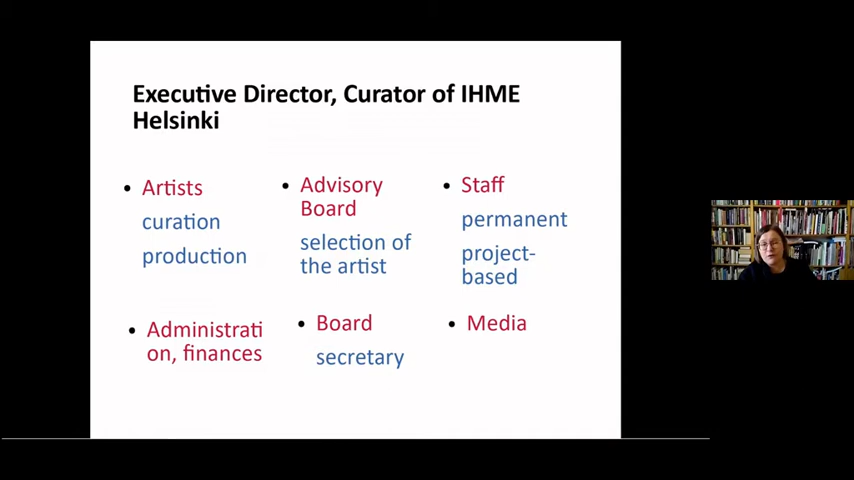 Executive Director, Curator of IHME
Helsinki
• Artists
curation
production
• Advisory
Board
selection of
the artist
• Staff
permanent
project-
based
• Administrati
on, finances
• Board
secretary
• Media